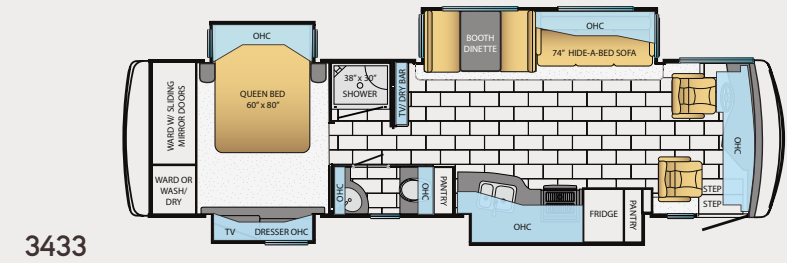 OHC
BOOTH
DINETTE
OHC
74" HIDE-A-BED SOFA
WARD W/ SLIDING
MIRROR DOORS
QUEEN BED
60" x 80"
38" x 30"
SHOWER
TV/ DRY BAR
OHC
WARD OR
WASH/
DRY
OHC
OHC
PANTRY
STEP
STEP
TV
DRESSER OHC
OHC
FRIDGE
PANTRY
3433